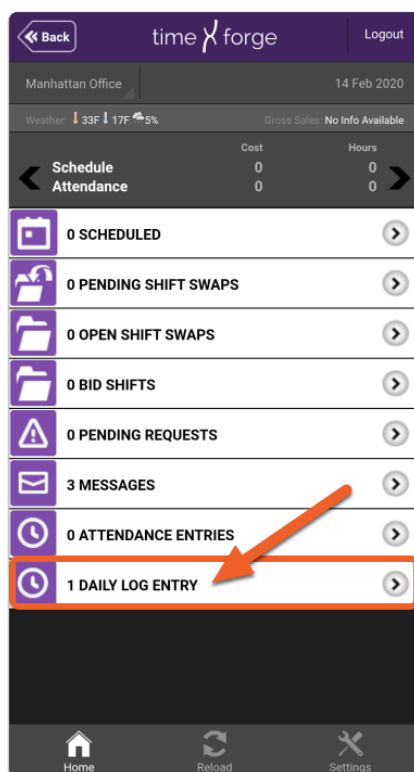 Back
time forge
Logout
Manhattan Office
14 Feb 2020
Weather: 33F 17F 5%
Gross Sales: No Info Available
Cost Hours
Schedule 0 0
Attendance 0 0
0 SCHEDULED
0 PENDING SHIFT SWAPS
0 OPEN SHIFT SWAPS
0 BID SHIFTS
0 PENDING REQUESTS
3 MESSAGES
0 ATTENDANCE ENTRIES
1 DAILY LOG ENTRY
Home Reload Settings